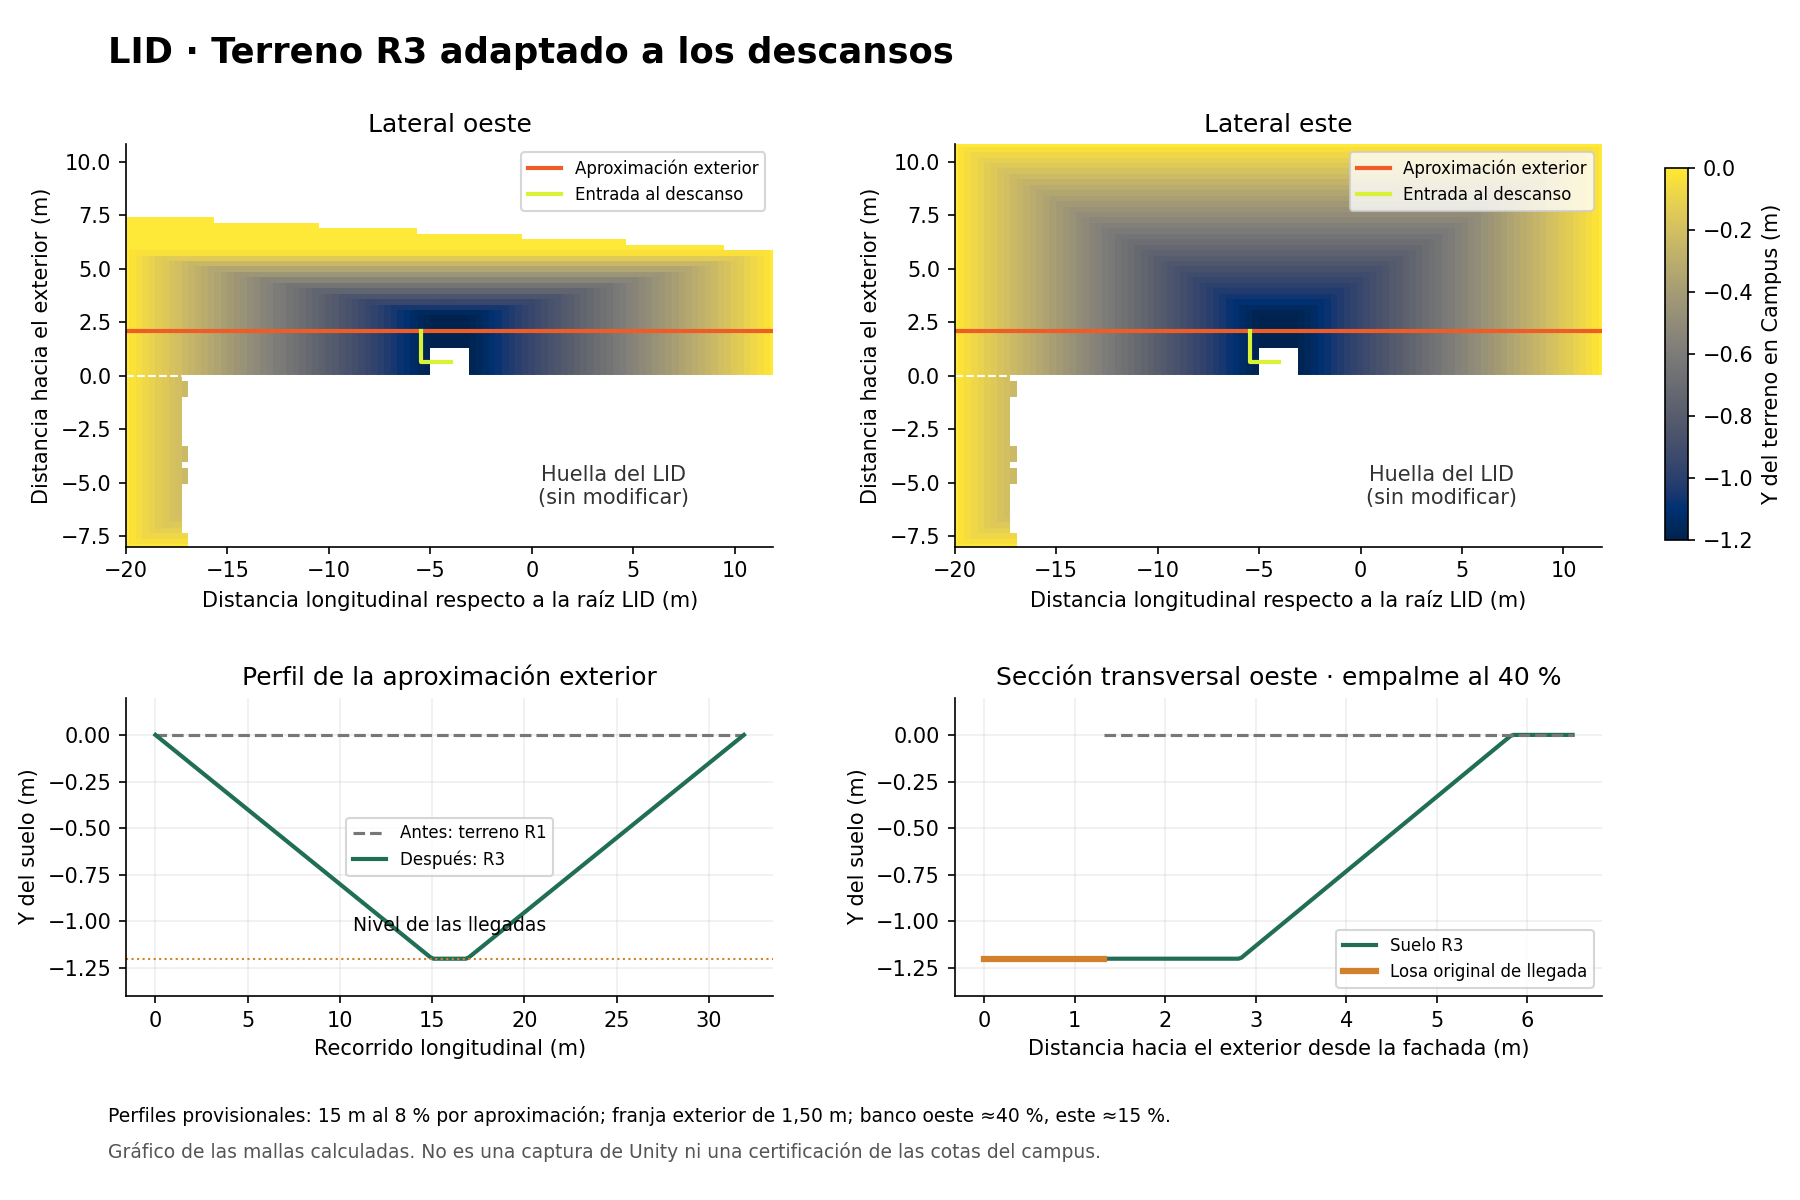 LID · Terreno R3 adaptado a los descansos
Lateral oeste
Distancia hacia el exterior (m)
10.0
7.5
5.0
2.5
0.0
−2.5
−5.0
−7.5
Aproximación exterior
Entrada al descanso
Huella del LID
(sin modificar)
−20 −15 −10 −5 0 5 10
Distancia longitudinal respecto a la raíz LID (m)
Lateral este
Distancia hacia el exterior (m)
10.0
7.5
5.0
2.5
0.0
−2.5
−5.0
−7.5
Aproximación exterior
Entrada al descanso
Huella del LID
(sin modificar)
−20 −15 −10 −5 0 5 10
Distancia longitudinal respecto a la raíz LID (m)
0.0
−0.2
−0.4
−0.6
−0.8
−1.0
−1.2
Y del terreno en Campus (m)
Perfil de la aproximación exterior
Y del suelo (m)
0.00
−0.25
−0.50
−0.75
−1.00
−1.25
Antes: terreno R1
Después: R3
Nivel de las llegadas
0 5 10 15 20 25 30
Recorrido longitudinal (m)
Sección transversal oeste · empalme al 40 %
Y del suelo (m)
0.00
−0.25
−0.50
−0.75
−1.00
−1.25
Suelo R3
Losa original de llegada
0 1 2 3 4 5 6
Distancia hacia el exterior desde la fachada (m)
Perfiles provisionales: 15 m al 8 % por aproximación; franja exterior de 1,50 m; banco oeste ≈40 %, este ≈15 %.
Gráfico de las mallas calculadas. No es una captura de Unity ni una certificación de las cotas del campus.